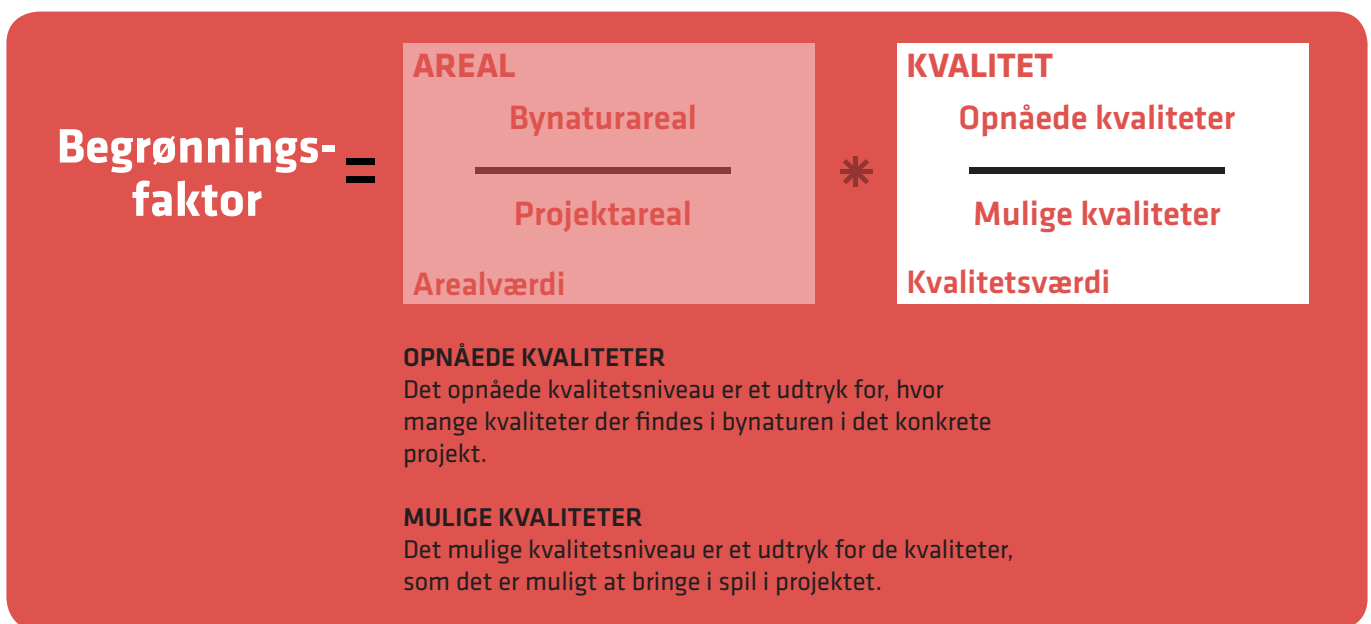 Begrønnings-
faktor
=
AREAL
Bynaturareal
Projektareal
Arealværdi
*
KVALITET
Opnåede kvaliteter
Mulige kvaliteter
Kvalitetsværdi
OPNÅEDE KVALITETER
Det opnåede kvalitetsniveau er et udtryk for, hvor
mange kvaliteter der findes i bynaturen i det konkrete
projekt.
MULIGE KVALITETER
Det mulige kvalitetsniveau er et udtryk for de kvaliteter,
som det er muligt at bringe i spil i projektet.